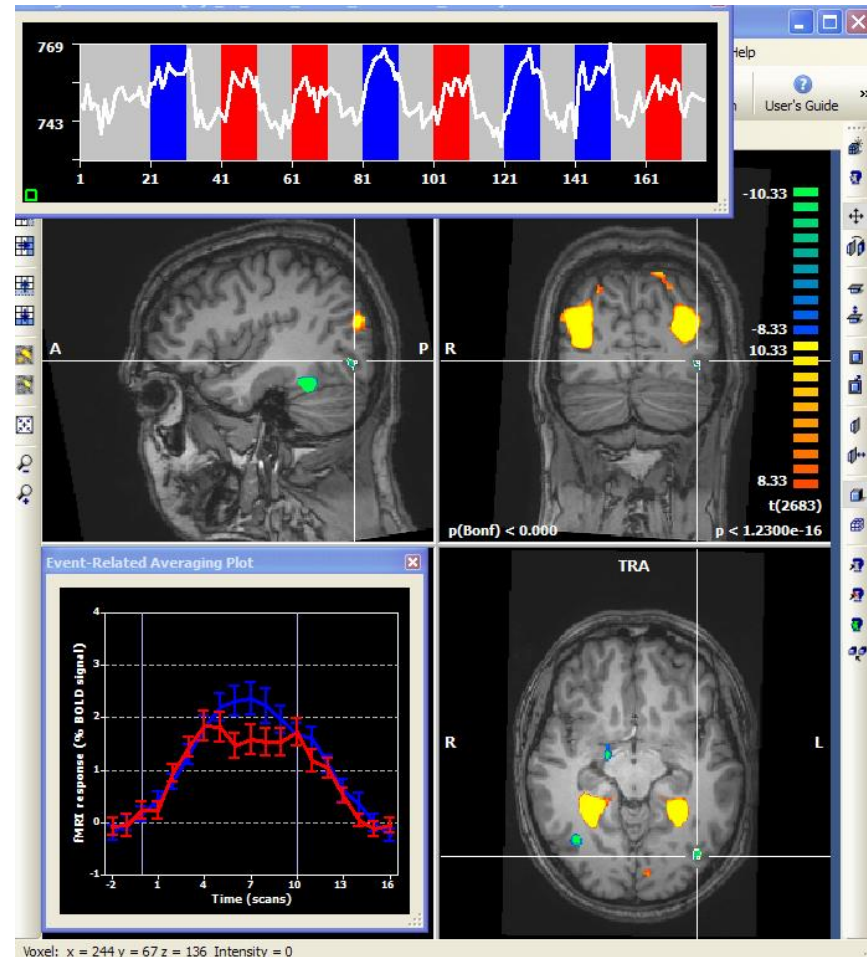 769
743
1 21 41 61 81 101 121 141 161
Help
User's Guide
»
A
P
R
-10.33
-8.33
10.33
8.33
t(2683)
p(Bonf) < 0.000
p < 1.2300e-16
Event-Related Averaging Plot
fMRI response (% BOLD signal)
4
3
2
1
0
-1
-2 1 4 7 10 13 16
Time (scans)
TRA
R
L
Voxel: x = 244 y = 67 z = 136 Intensity = 0